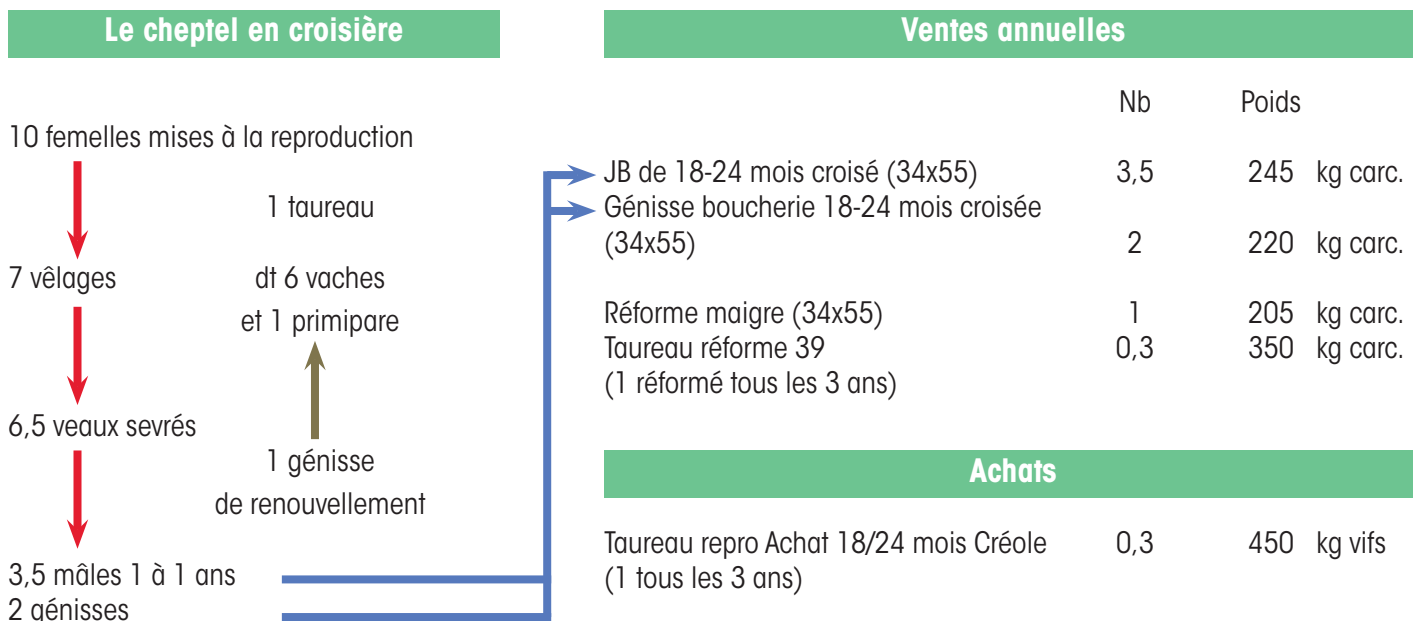 Le cheptel en croisière
10 femelles mises à la reproduction
1 taureau
7 vêlages
dt 6 vaches
et 1 primipare
6,5 veaux sevrés
1 génisse
de renouvellement
3,5 mâles 1 à 1 ans
2 génisses
Ventes annuelles
Nb Poids
JB de 18-24 mois croisé (34x55) 3,5 245 kg carc.
Génisse boucherie 18-24 mois croisée
(34x55) 2 220 kg carc.
Réforme maigre (34x55) 1 205 kg carc.
Taureau réforme 39 0,3 350 kg carc.
(1 réformé tous les 3 ans)
Achats
Taureau repro Achat 18/24 mois Créole 0,3 450 kg vifs
(1 tous les 3 ans)